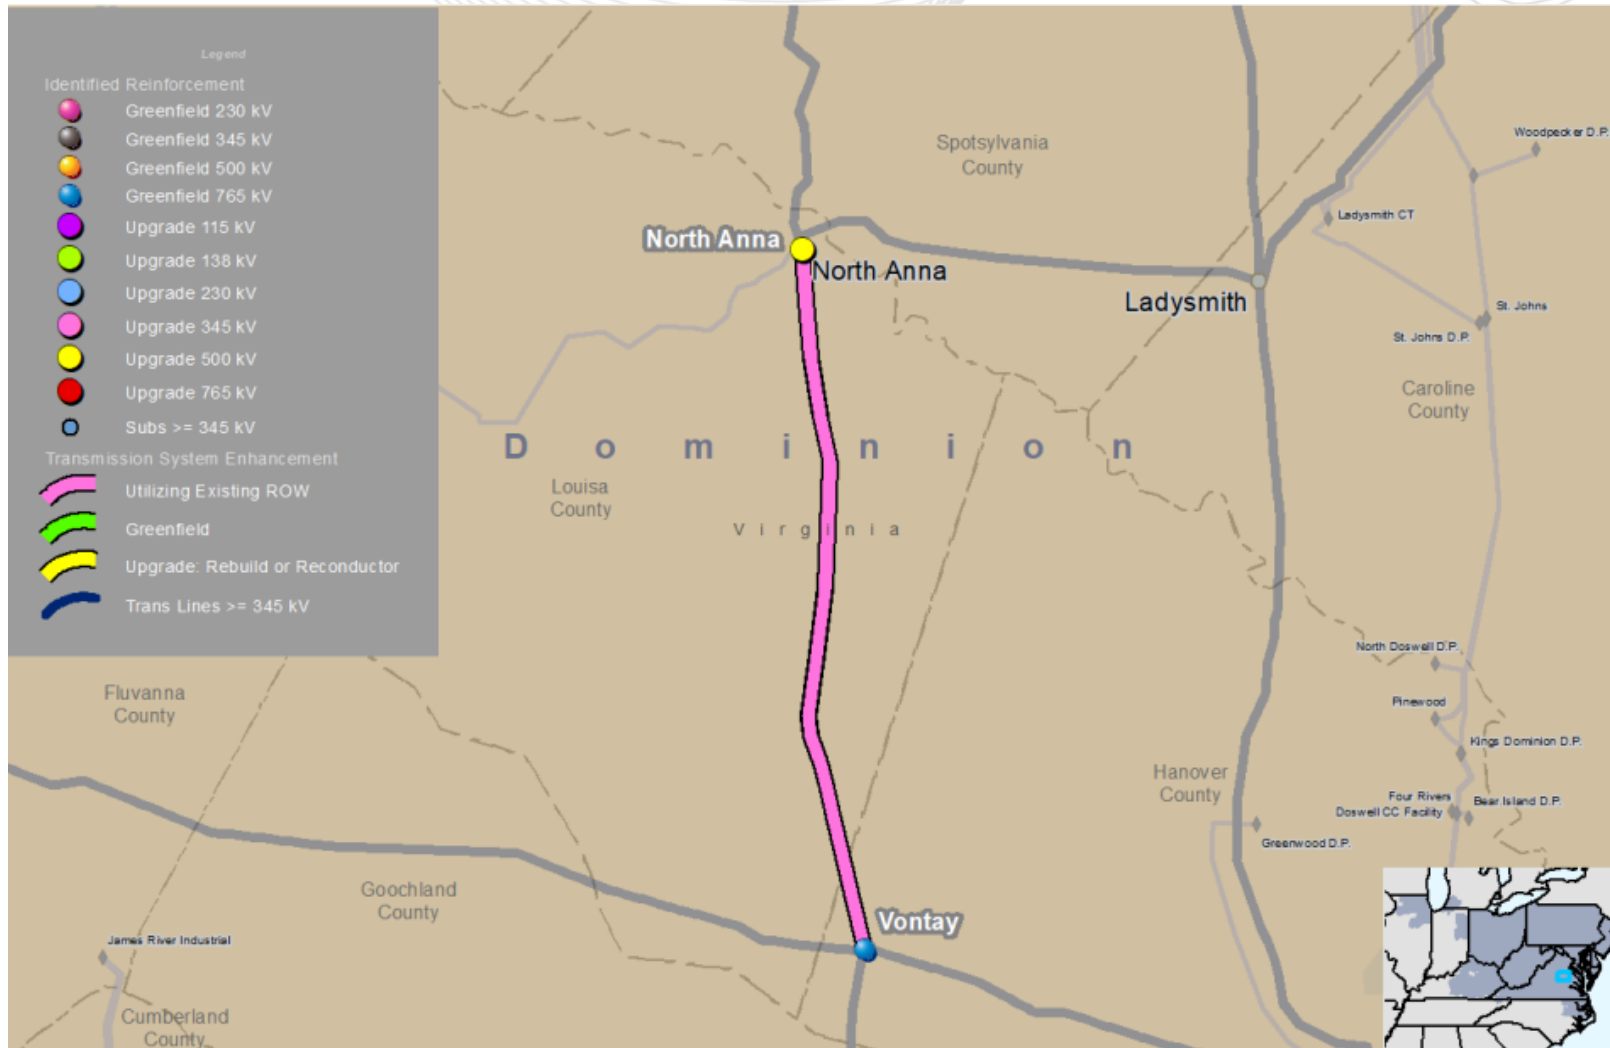 Legend
Identified Reinforcement
Greenfield 230 kV
Greenfield 345 kV
Greenfield 500 kV
Greenfield 765 kV
Upgrade 115 kV
Upgrade 138 kV
Upgrade 230 kV
Upgrade 345 kV
Upgrade 500 kV
Upgrade 765 kV
Subs >= 345 kV
Transmission System Enhancement
Utilizing Existing ROW
Greenfield
Upgrade: Rebuild or Reconductor
Trans Lines >= 345 kV
Spotsylvania
County
Woodpecker D.P.
Ladysmith CT
North Anna
North Anna
Ladysmith
St. Johns
St. Johns D.P.
Caroline
County
Dominion
Louisa
County
Virginia
North Doswell D.P.
Pinewood
Kings Dominion D.P.
Fluvanna
County
Hanover
County
Four Rivers
Doswell CC Facility
Bear Island D.P.
Greenwood D.P.
Goochland
County
Vontay
James River Industrial
Cumberland
County